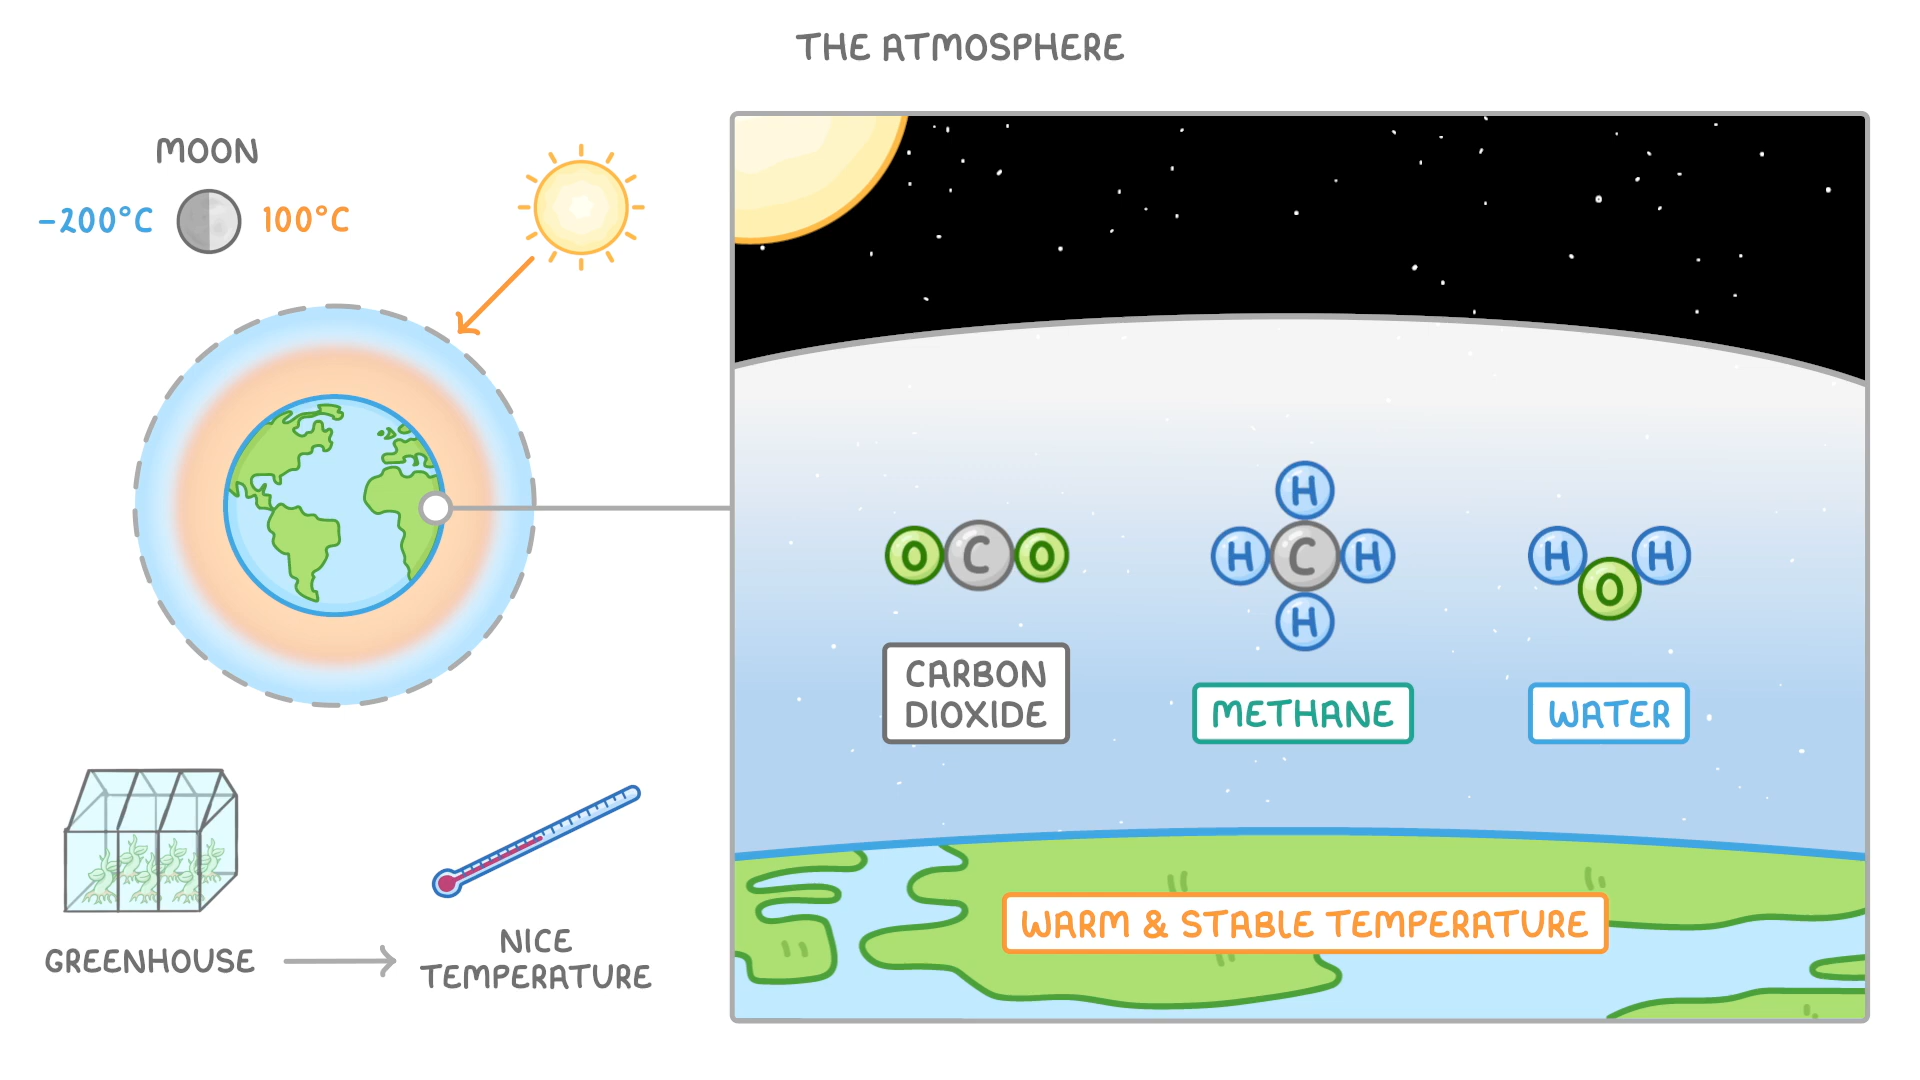 THE ATMOSPHERE
MOON
-200°C
100°C
O C O
H
H C H
H
H H
O
CARBON
DIOXIDE
METHANE
WATER
WARM & STABLE TEMPERATURE
GREENHOUSE
NICE
TEMPERATURE